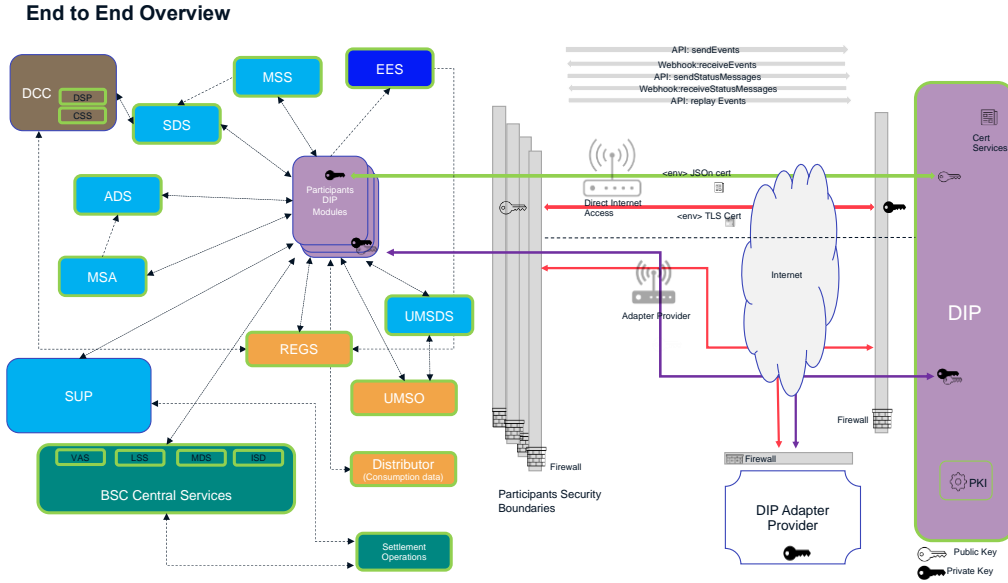 End to End Overview
API: sendEvents
Webhook:receiveEvents
API: sendStatusMessages
Webhook:receiveStatusMessages
API: replay Events
DCC
DSP
CSS
SDS
MSS
EES
Cert
Services
Participants
DIP
Modules
<env> JSOn cert
Direct Internet
Access
<env> TLS Cert
ADS
MSA
Internet
Adapter Provider
DIP
UMSDS
REGS
SUP
UMSO
Firewall
VAS
LSS
MDS
ISD
BSC Central Services
Distributor
(Consumption data)
Firewall
Firewall
Participants Security
Boundaries
PKI
DIP Adapter
Provider
Settlement
Operations
Public Key
Private Key